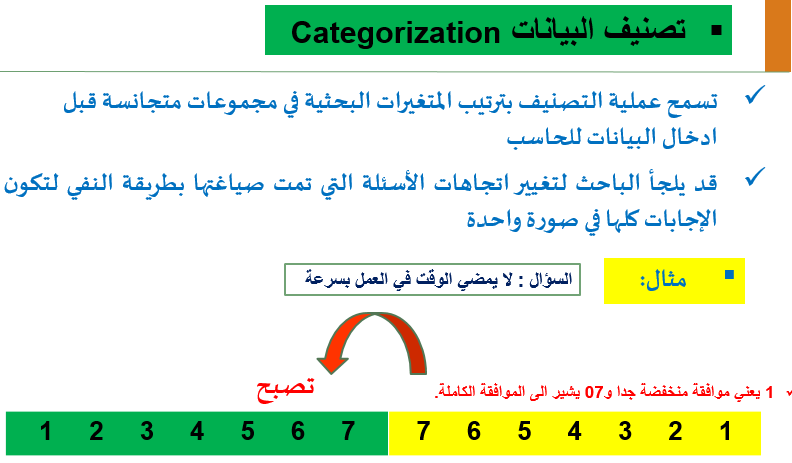 تصنيف البيانات Categorization
تسمح عملية التصنيف بترتيب المتغيرات البحثية في مجموعات متجانسة قبل
ادخال البيانات للحاسب
قد يلجأ الباحث لتغيير اتجاهات الأسئلة التي تمت صياغتها بطريقة النفي لتكون
الإجابات كلها في صورة واحدة
مثال:
السؤال : لا يمضي الوقت في العمل بسرعة
1 يعني موافقة منخفضة جدا و07 يشير الى الموافقة الكاملة.
تصبح
1 2 3 4 5 6 7
7 6 5 4 3 2 1